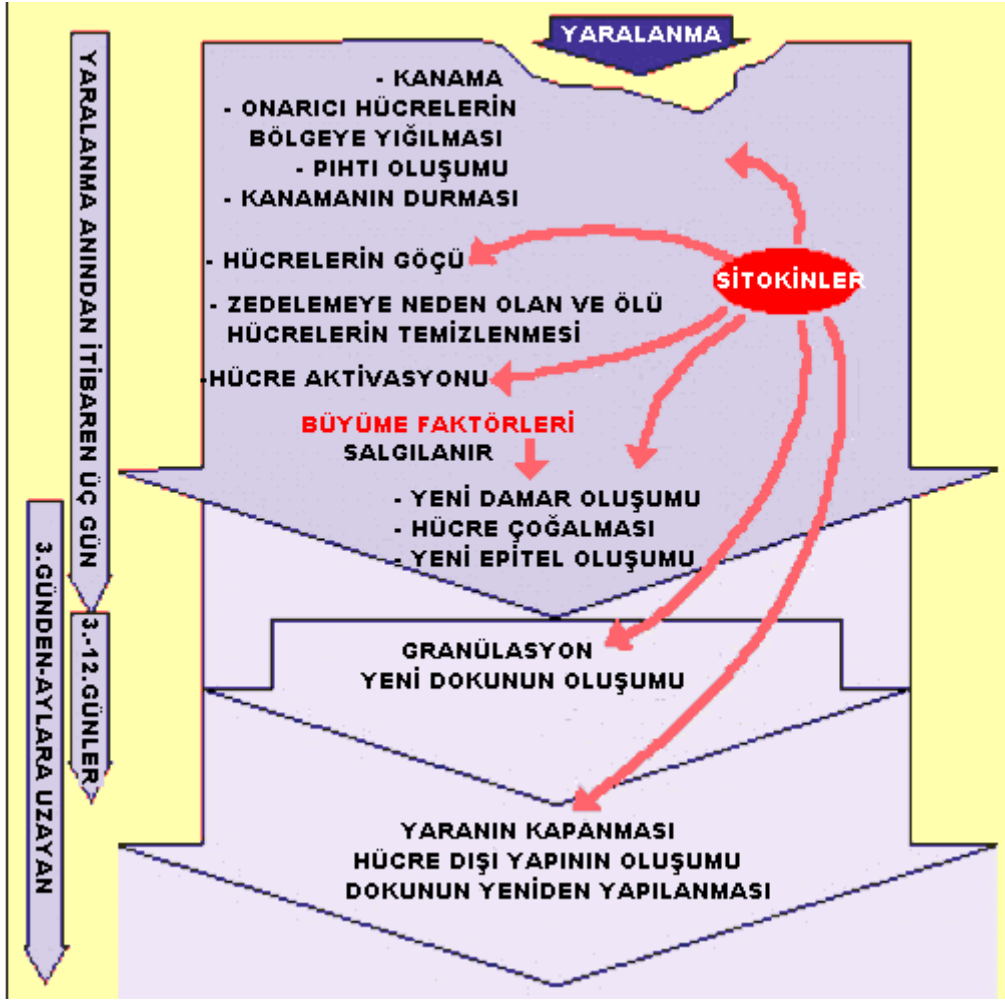 YARALANMA
- KANAMA
- ONARICI HÜCRELERİN
BÖLGEYE YIĞILMASI
- PIHTI OLUŞUMU
- KANAMANIN DURMASI
- HÜCRELERİN GÖÇÜ
SİTOKİNLER
- ZEDELEMEYE NEDEN OLAN VE ÖLÜ
HÜCRELERİN TEMİZLENMESİ
-HÜCRE AKTİVASYONU
BÜYÜME FAKTÖRLERİ
SALGILANIR
- YENİ DAMAR OLUŞUMU
- HÜCRE ÇOĞALMASI
- YENİ EPİTEL OLUŞUMU
GRANÜLASYON
YENİ DOKUNUN OLUŞUMU
YARANIN KAPANMASI
HÜCRE DIŞI YAPININ OLUŞUMU
DOKUNUN YENİDEN YAPILANMASI
YARALANMA ANINDAN İTİBAREN ÜÇ GÜN
3.-12.GÜNLER
3.GÜNDEN-AYLARA UZAYAN